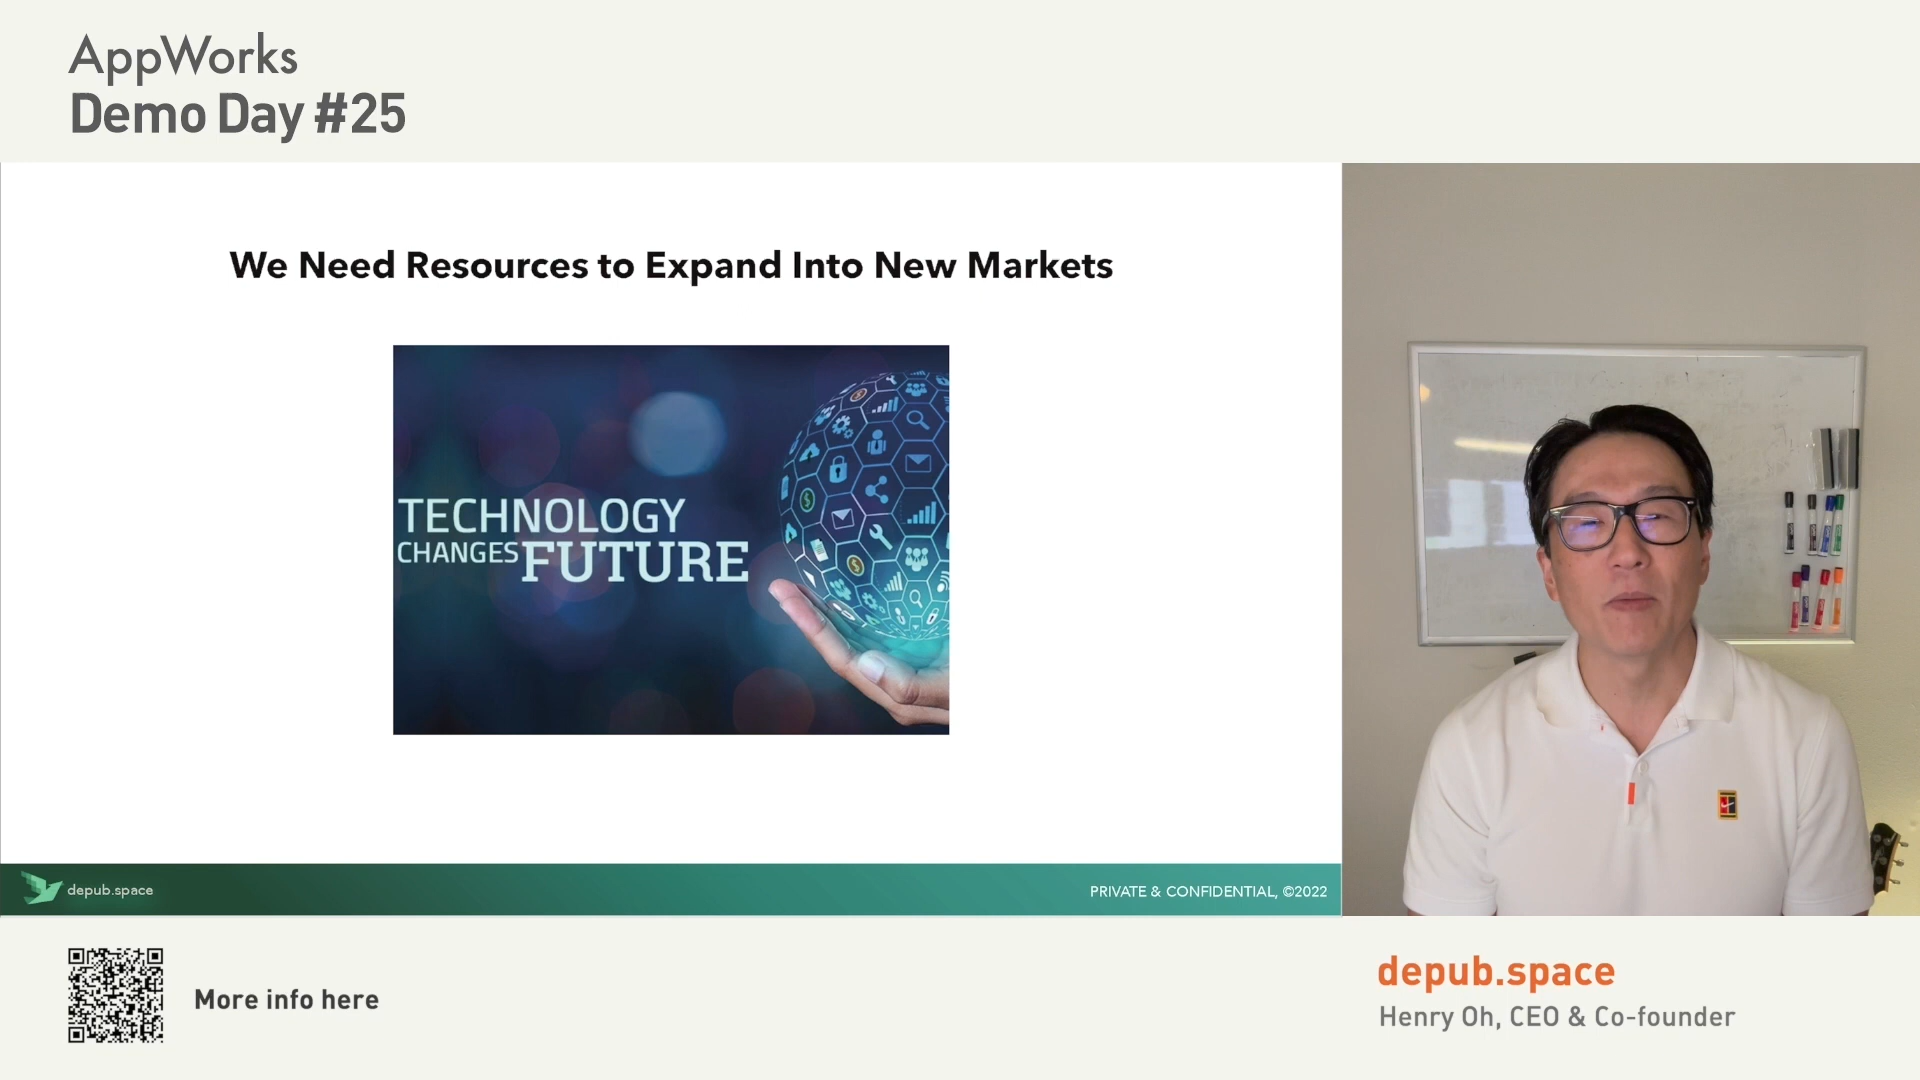 AppWorks
Demo Day #25
We Need Resources to Expand Into New Markets
TECHNOLOGY
CHANGES FUTURE
depub.space
PRIVATE & CONFIDENTIAL, ©2022
More info here
depub.space
Henry Oh, CEO & Co-founder